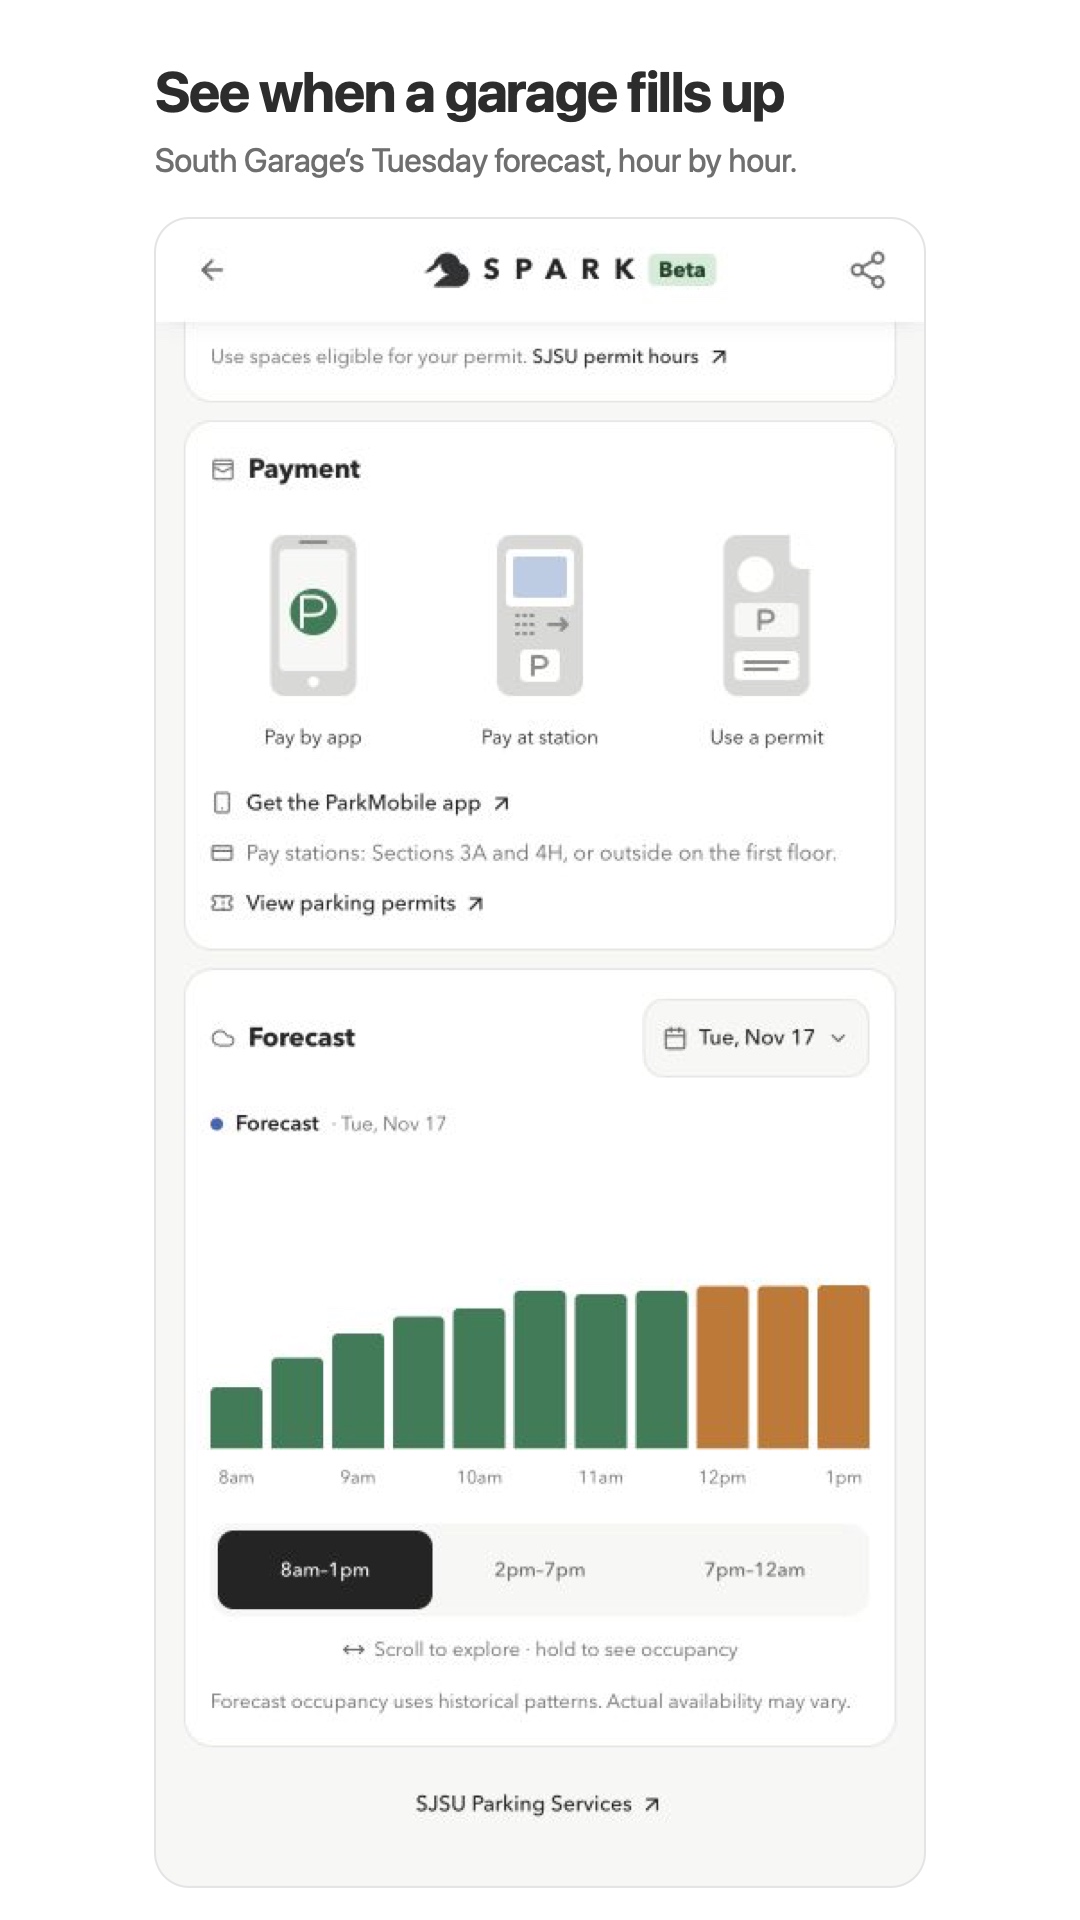 See when a garage fills up
South Garage’s Tuesday forecast, hour by hour.
SPARK Beta
Use spaces eligible for your permit. SJSU permit hours
Payment
P
P
P
Pay by app
Pay at station
Use a permit
Get the ParkMobile app
Pay stations: Sections 3A and 4H, or outside on the first floor.
View parking permits
Forecast
Tue, Nov 17
Forecast · Tue, Nov 17
8am 9am 10am 11am 12pm 1pm
8am–1pm 2pm–7pm 7pm–12am
Scroll to explore · hold to see occupancy
Forecast occupancy uses historical patterns. Actual availability may vary.
SJSU Parking Services